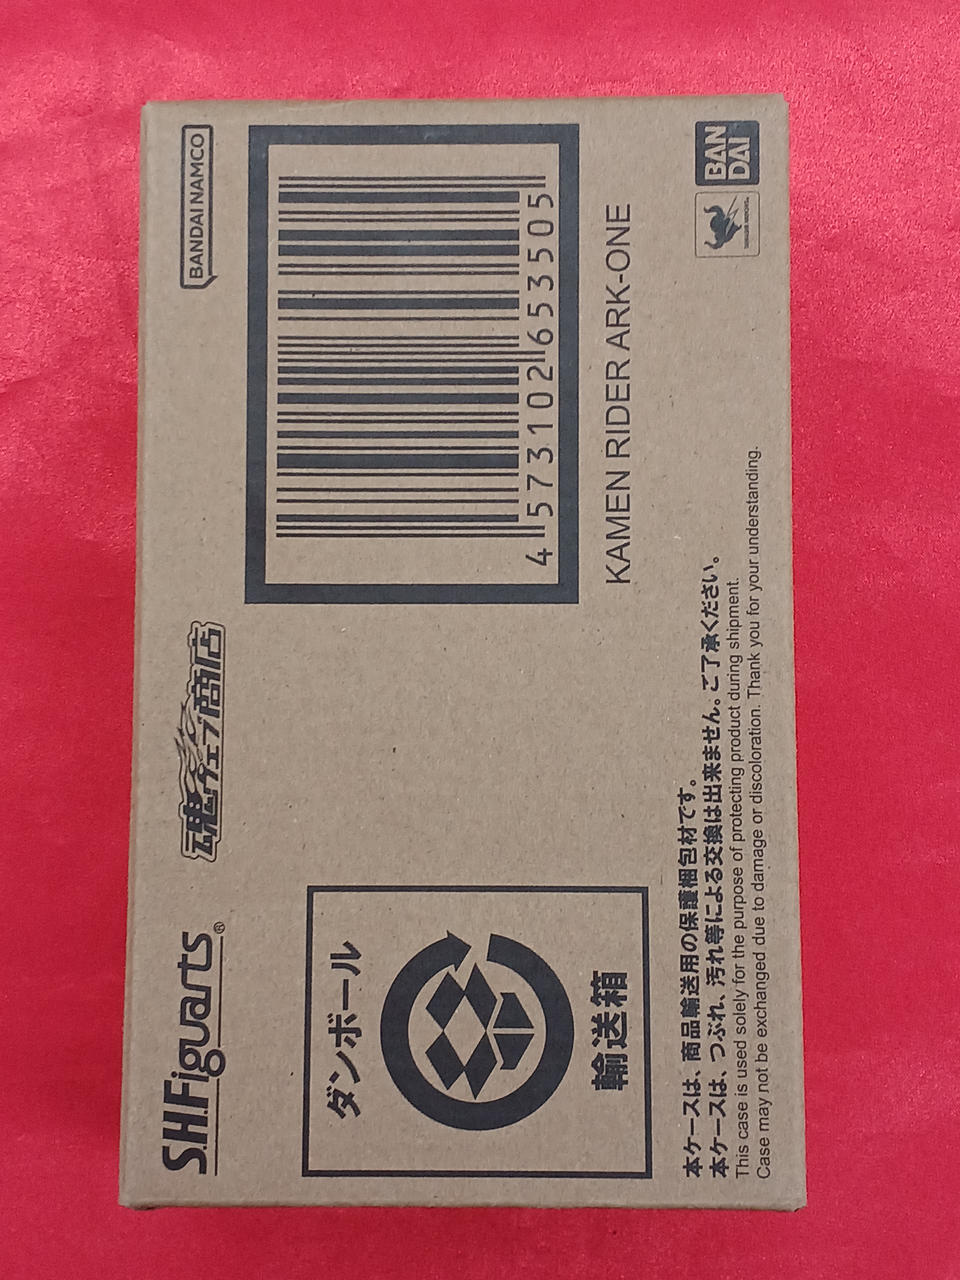 S.H.Figuarts®
魂ウェブ商店
BANDAI NAMCO
ダンボール
輸送箱
4 573102 653505
KAMEN RIDER ARK-ONE
本ケースは、商品輸送用の保護梱包材です。
本ケースは、つぶれ、汚れ等による交換は出来ません。ご了承ください。
This case is used solely for the purpose of protecting product during shipment.
Case may not be exchanged due to damage or discoloration. Thank you for your understanding.
TAMASHII NATIONS
BAN
DAI